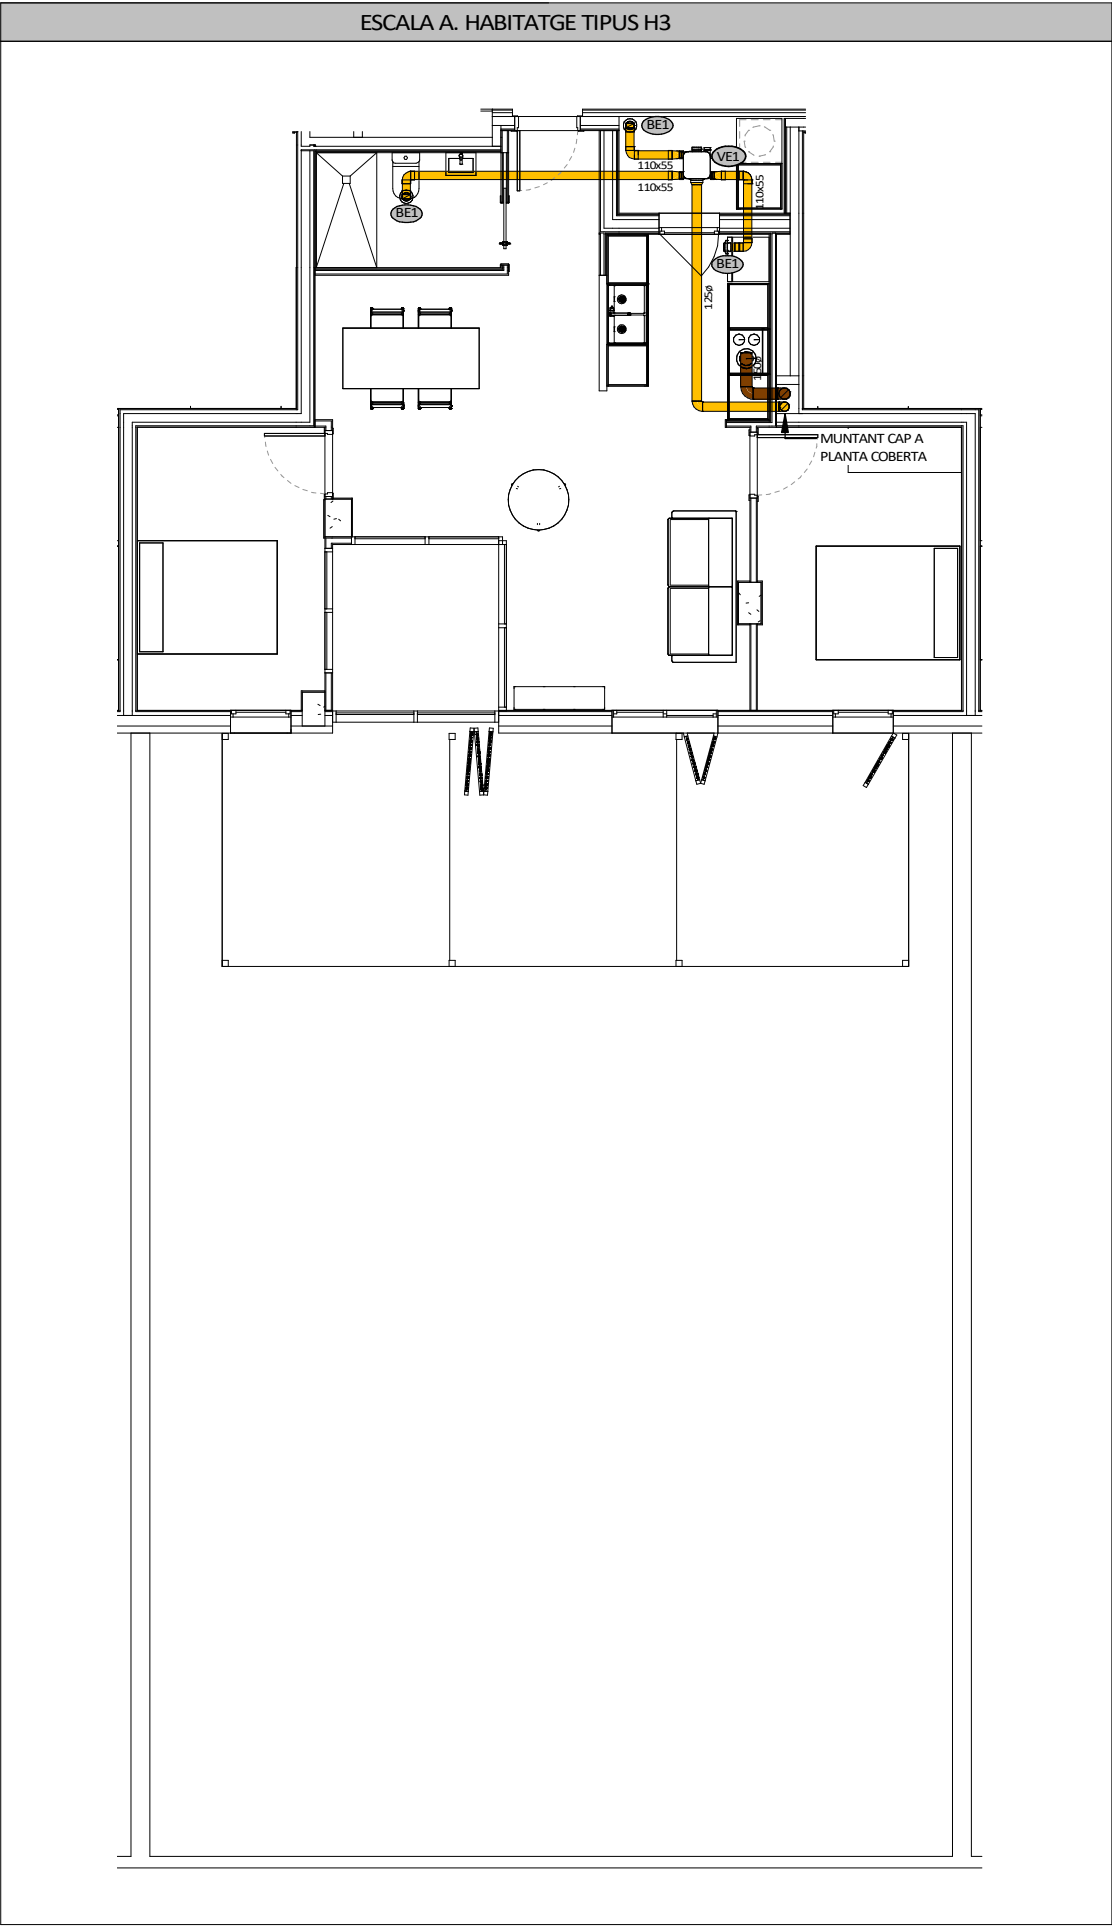 ESCALA A. HABITATGE TIPUS H3
BE1
VE1
110x55
110x55
110x55
BE1
BE1
125ø
MUNTANT CAP A
PLANTA COBERTA